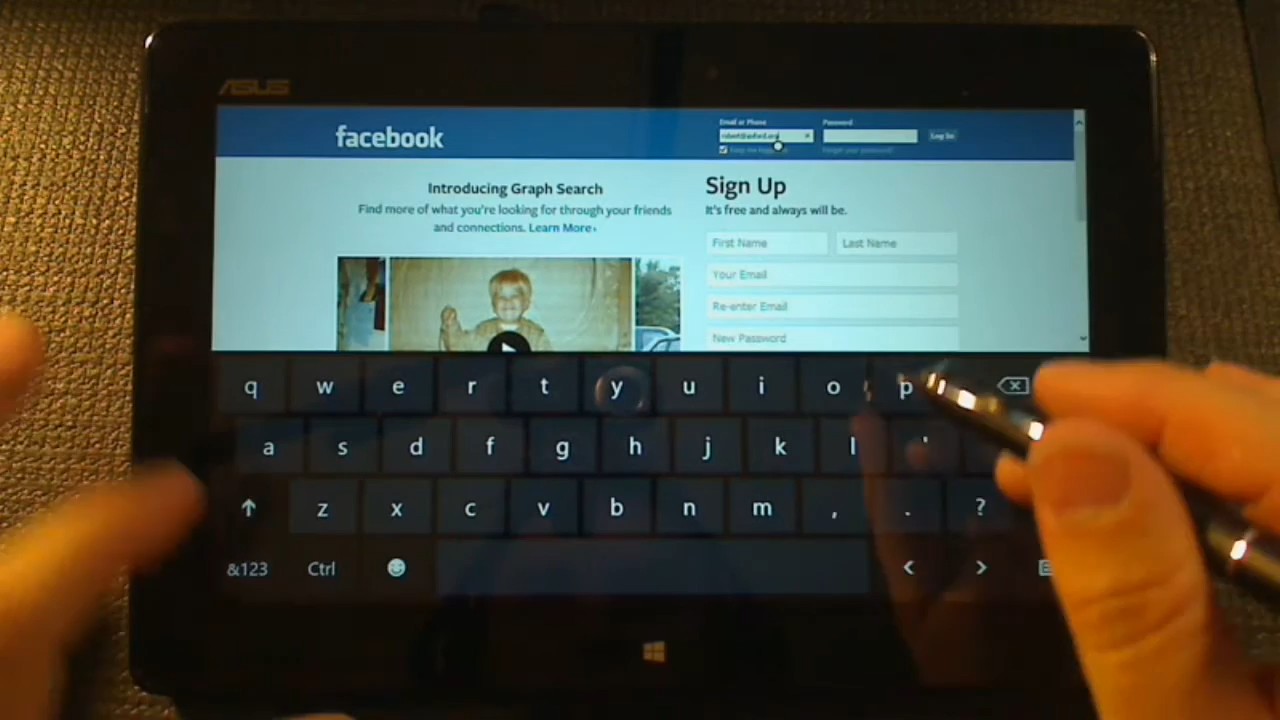 ASUS
facebook
Email or Phone
Password
Log In
Introducing Graph Search
Find more of what you're looking for through your friends
and connections. Learn More›
Sign Up
It's free and always will be.
First Name
Last Name
Your Email
Re-enter Email
New Password
q w e r t y u i o p
a s d f g h j k l '
z x c v b n m , . ?
&123 Ctrl < >